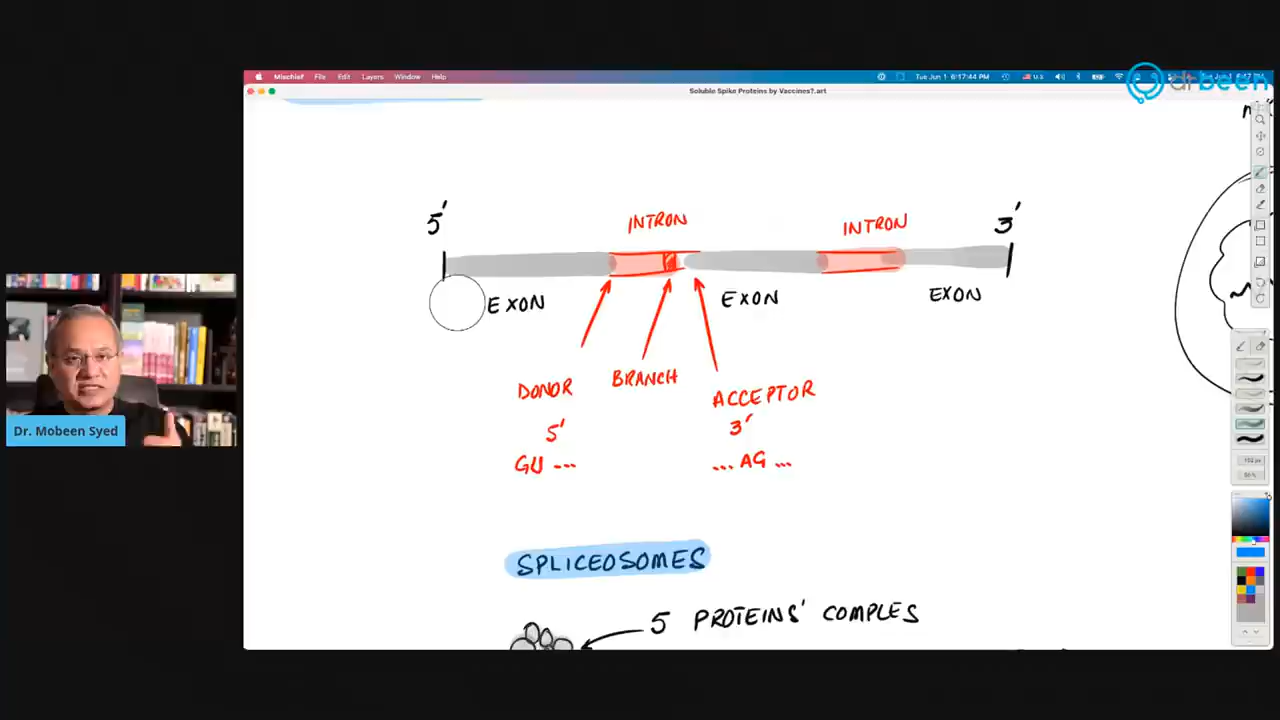 Mischief File Edit Layers Window Help
U.S. Tue Jun 1 6:17:44 PM
drbeen
Soluble Spike Proteins by Vaccines?.art
5' 3'
INTRON INTRON
EXON EXON EXON
DONOR BRANCH ACCEPTOR
5' 3'
GU ... ... AG ...
Dr. Mobeen Syed
SPLICEOSOMES
5 PROTEINS' COMPLES